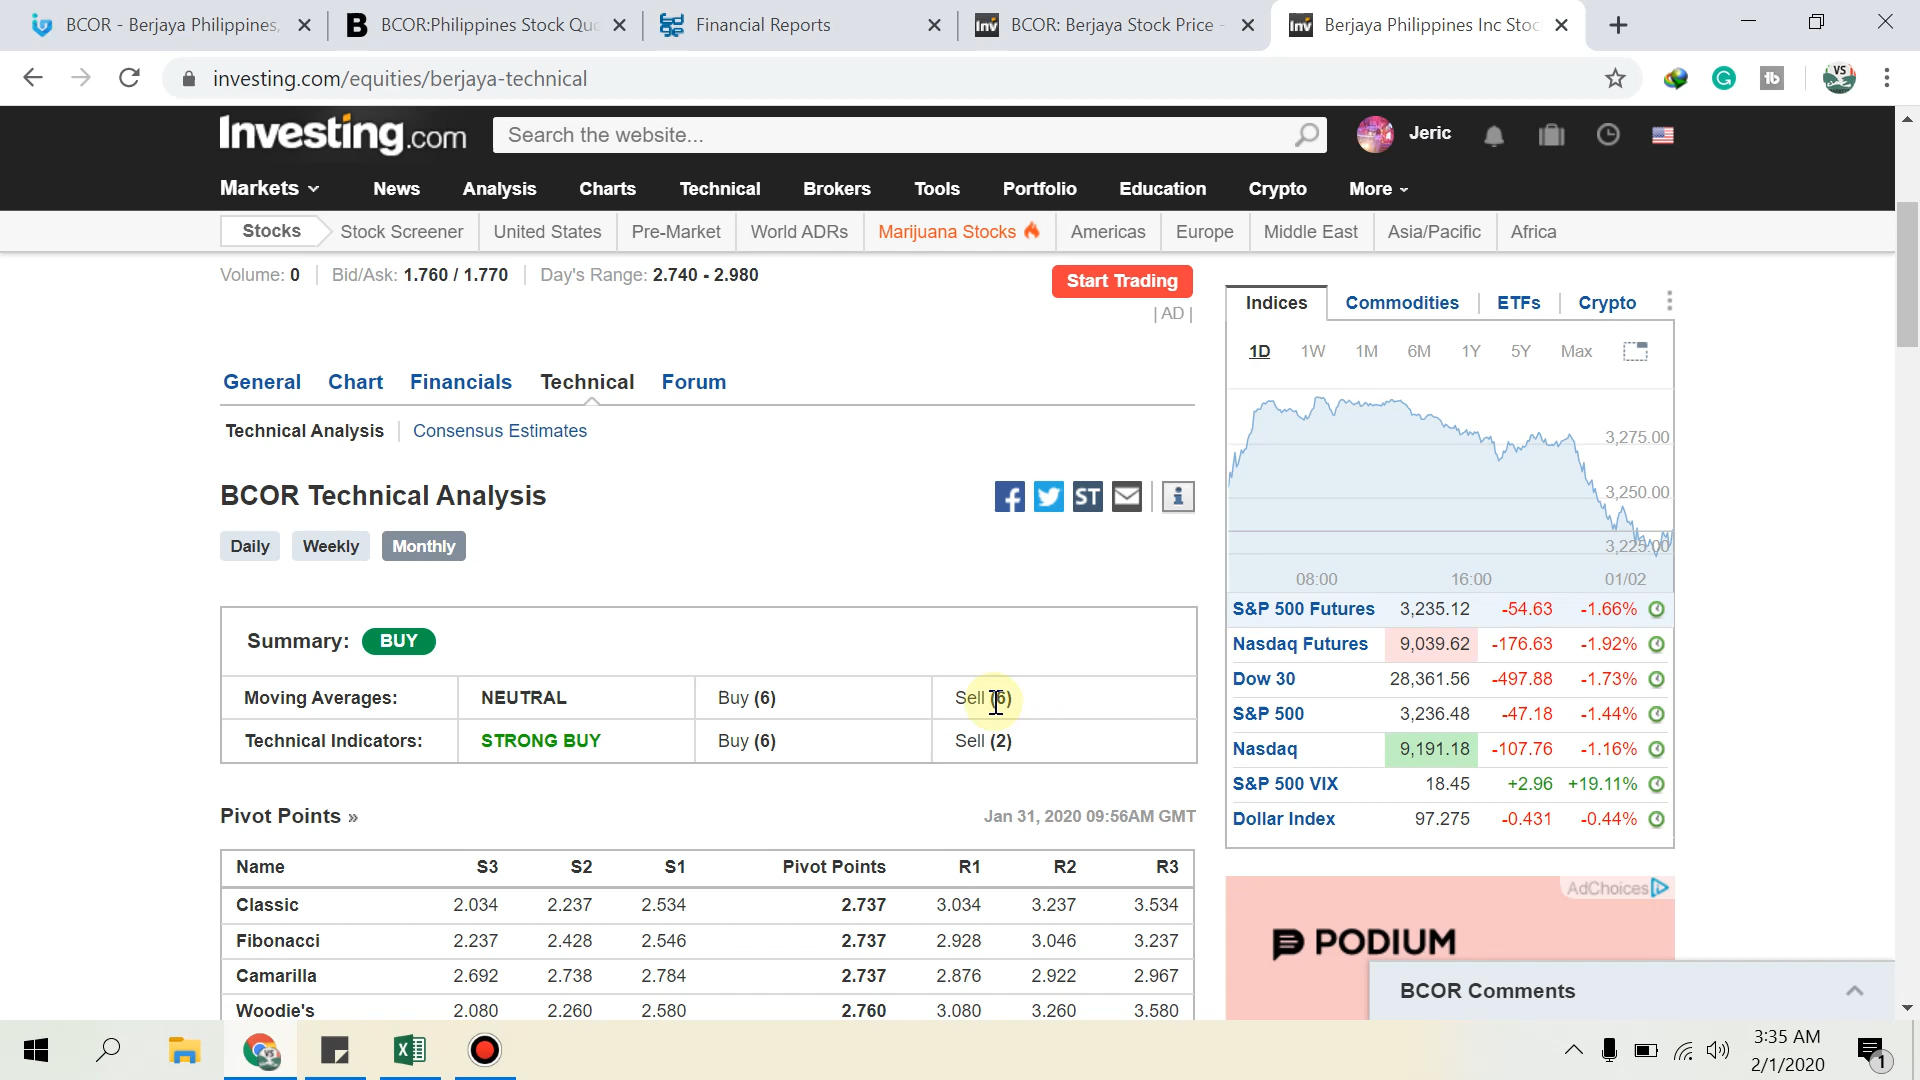 BCOR - Berjaya Philippines,
BCOR:Philippines Stock Quo
Financial Reports
BCOR: Berjaya Stock Price -
Berjaya Philippines Inc Stoc
investing.com/equities/berjaya-technical
VS
Investing.com
Search the website...
Jeric
Markets
News
Analysis
Charts
Technical
Brokers
Tools
Portfolio
Education
Crypto
More
Stocks
Stock Screener
United States
Pre-Market
World ADRs
Marijuana Stocks
Americas
Europe
Middle East
Asia/Pacific
Africa
Volume: 0 | Bid/Ask: 1.760 / 1.770 | Day's Range: 2.740 - 2.980
Start Trading
| AD |
General
Chart
Financials
Technical
Forum
Technical Analysis
Consensus Estimates
BCOR Technical Analysis
ST
Daily
Weekly
Monthly
Summary: BUY
Moving Averages: NEUTRAL Buy (6) Sell (6)
Technical Indicators: STRONG BUY Buy (6) Sell (2)
Pivot Points »
Jan 31, 2020 09:56AM GMT
Name S3 S2 S1 Pivot Points R1 R2 R3
Classic 2.034 2.237 2.534 2.737 3.034 3.237 3.534
Fibonacci 2.237 2.428 2.546 2.737 2.928 3.046 3.237
Camarilla 2.692 2.738 2.784 2.737 2.876 2.922 2.967
Woodie's 2.080 2.260 2.580 2.760 3.080 3.260 3.580
Indices
Commodities
ETFs
Crypto
1D 1W 1M 6M 1Y 5Y Max
3,275.00
3,250.00
3,225.00
08:00 16:00 01/02
S&P 500 Futures 3,235.12 -54.63 -1.66%
Nasdaq Futures 9,039.62 -176.63 -1.92%
Dow 30 28,361.56 -497.88 -1.73%
S&P 500 3,236.48 -47.18 -1.44%
Nasdaq 9,191.18 -107.76 -1.16%
S&P 500 VIX 18.45 +2.96 +19.11%
Dollar Index 97.275 -0.431 -0.44%
AdChoices
PODIUM
BCOR Comments
3:35 AM
2/1/2020
1